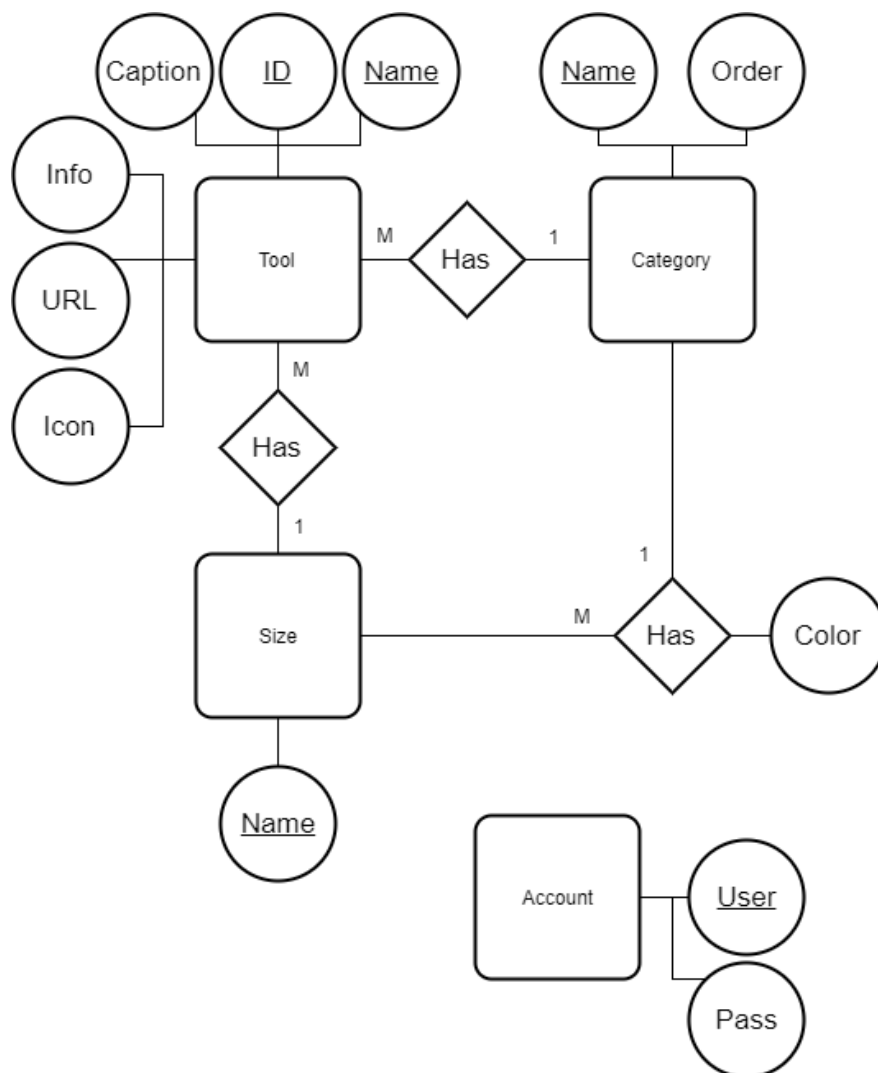 Caption
ID
Name
Name
Order
Info
URL
Icon
Tool
M
Has
1
Category
M
Has
1
Size
M
1
Has
Color
Name
Account
User
Pass